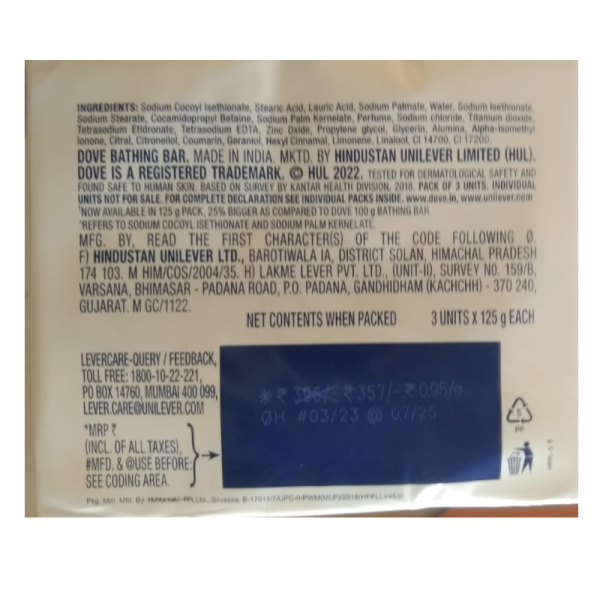 INGREDIENTS: Sodium Cocoyl Isethionate, Stearic Acid, Lauric Acid, Sodium Palmate, Water, Sodium Isethionate,
Sodium Stearate, Cocamidopropyl Betaine, Sodium Palm Kernelate, Perfume, Sodium chloride, Titanium dioxide,
Tetrasodium Etidronate, Tetrasodium EDTA, Zinc Oxide, Propylene glycol, Glycerin, Alumina, Alpha-Isomethyl
Ionone, Citral, Citronellol, Coumarin, Geraniol, Hexyl Cinnamal, Limonene, Linalool, CI 14700, CI 17200.
DOVE BATHING BAR. MADE IN INDIA. MKTD. BY HINDUSTAN UNILEVER LIMITED (HUL).
DOVE IS A REGISTERED TRADEMARK. © HUL 2022. TESTED FOR DERMATOLOGICAL SAFETY AND
FOUND SAFE TO HUMAN SKIN. BASED ON SURVEY BY KANTAR HEALTH DIVISION, 2018. PACK OF 3 UNITS. INDIVIDUAL
UNITS NOT FOR SALE. FOR COMPLETE DECLARATION SEE INDIVIDUAL PACKS INSIDE. www.dove.in, www.unilever.com
NOW AVAILABLE IN 125 g PACK, 25% BIGGER AS COMPARED TO DOVE 100 g BATHING BAR.
REFERS TO SODIUM COCOYL ISETHIONATE AND SODIUM PALM KERNELATE.
MFG. BY, READ THE FIRST CHARACTER(S) OF THE CODE FOLLOWING Ø.
F) HINDUSTAN UNILEVER LTD., BAROTIWALA IA, DISTRICT SOLAN, HIMACHAL PRADESH
174 103. M HIM/COS/2004/35. H) LAKME LEVER PVT. LTD., (UNIT-II), SURVEY NO. 159/B,
VARSANA, BHIMASAR - PADANA ROAD, P.O. PADANA, GANDHIDHAM (KACHCHH) - 370 240,
GUJARAT. M GC/1122.
NET CONTENTS WHEN PACKED 3 UNITS X 125 g EACH
LEVERCARE-QUERY / FEEDBACK,
TOLL FREE: 1800-10-22-221,
PO BOX 14760, MUMBAI 400 099,
LEVER.CARE@UNILEVER.COM
*MRP ₹
(INCL. OF ALL TAXES),
#MFD. & @USE BEFORE:
SEE CODING AREA.
*₹ 396/- ₹ 357/- ₹ 0.95/g
ØH #03/23 @ 07/25
5
PP
Pkg. Mtrl. Mfd. By: Huhtamaki-PPL Ltd., Silvassa.